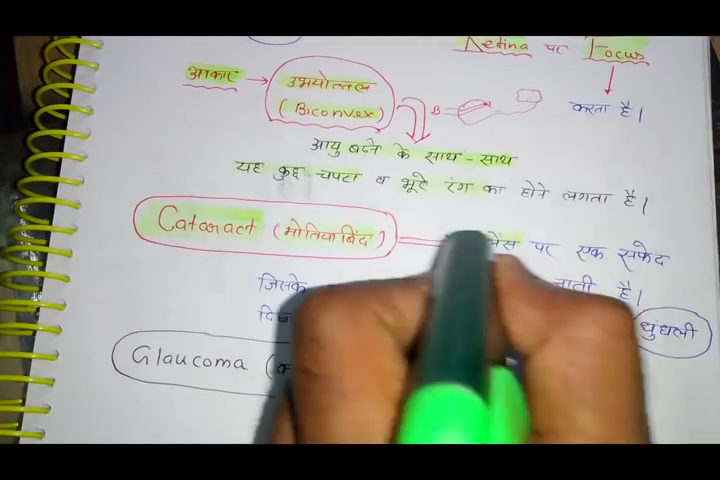 Retina पर Focus
आकार → उभयोत्तल
(Biconvex) करता है।
आयु बढ़ने के साथ-साथ
यह कुछ चपटा व भूरे रंग का होने लगता है।
Cataract (मोतियाबिंद) लेंस पर एक सफेद
जिसके जाती है।
धुंधली
Glaucoma